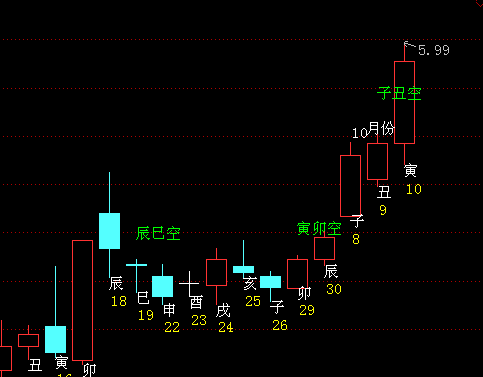 5.99
子丑空
10月份
寅
10
丑
9
子
8
寅卯空
辰巳空
辰
30
辰
18
巳
19
申
22
酉
23
戌
24
亥
25
子
26
卯
29
丑
寅
16
卯